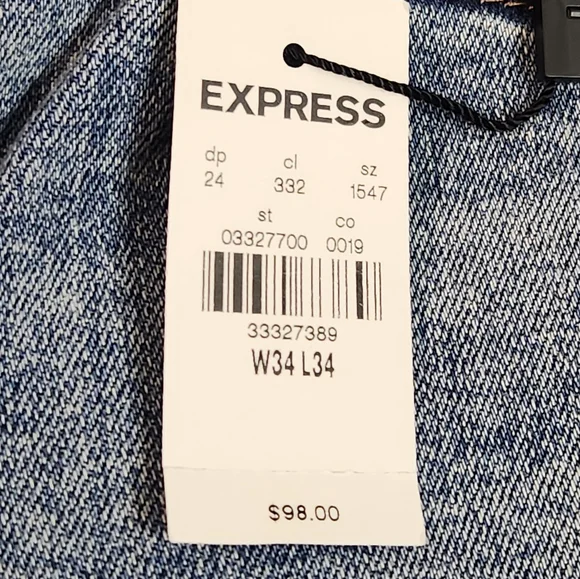 EXPRESS
dp cl sz
24 332 1547
st co
03327700 0019
33327389
W34 L34
$98.00